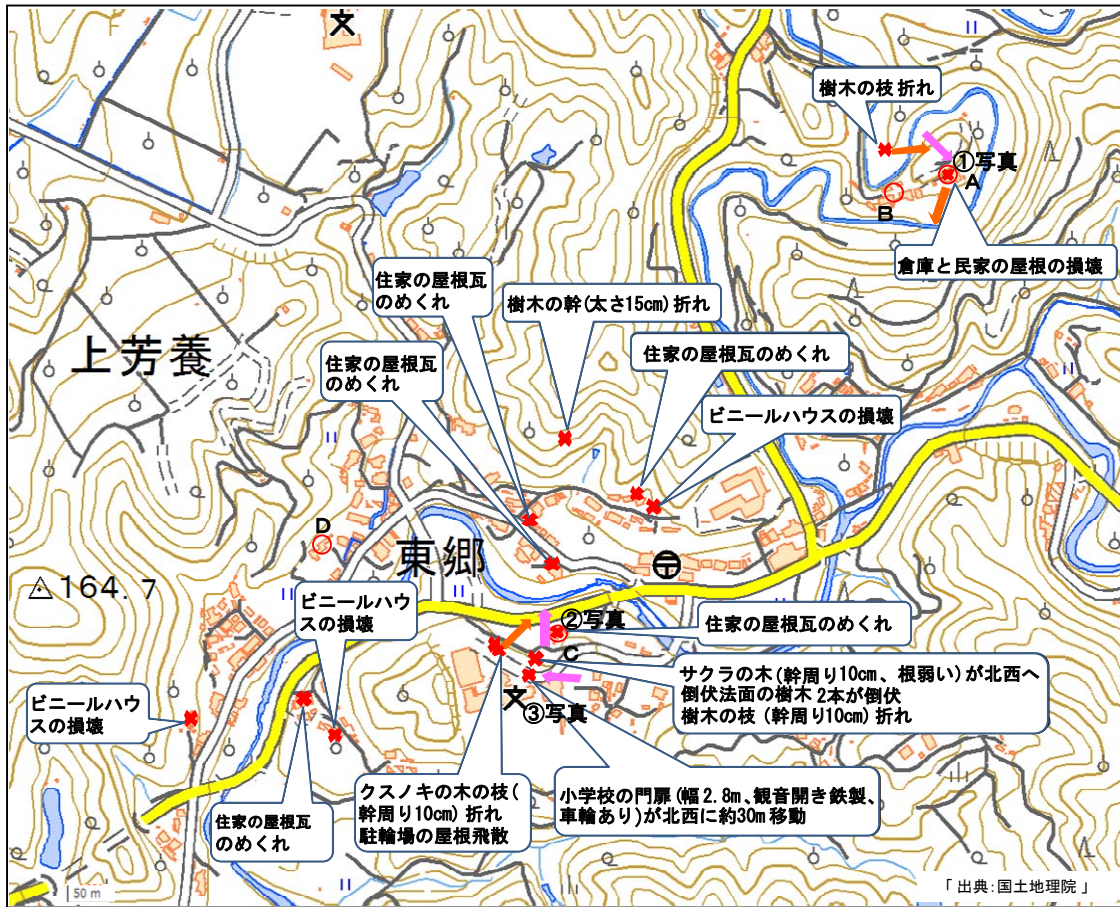 文
樹木の枝折れ
①写真
A
B
倉庫と民家の屋根の損壊
住家の屋根瓦
のめくれ
樹木の幹(太さ15cm)折れ
住家の屋根瓦のめくれ
上芳養
住家の屋根瓦
のめくれ
ビニールハウスの損壊
D
東郷
〒
164.7
ビニールハウ
スの損壊
②写真
C
住家の屋根瓦のめくれ
サクラの木(幹周り10cm、根弱い)が北西へ
倒伏法面の樹木2本が倒伏
樹木の枝(幹周り10cm)折れ
ビニールハウ
スの損壊
文
③写真
住家の屋根瓦
のめくれ
クスノキの木の枝(
幹周り10cm)折れ
駐輪場の屋根飛散
小学校の門扉(幅2.8m、観音開き鉄製、
車輪あり)が北西に約30m移動
50 m
「出典:国土地理院」